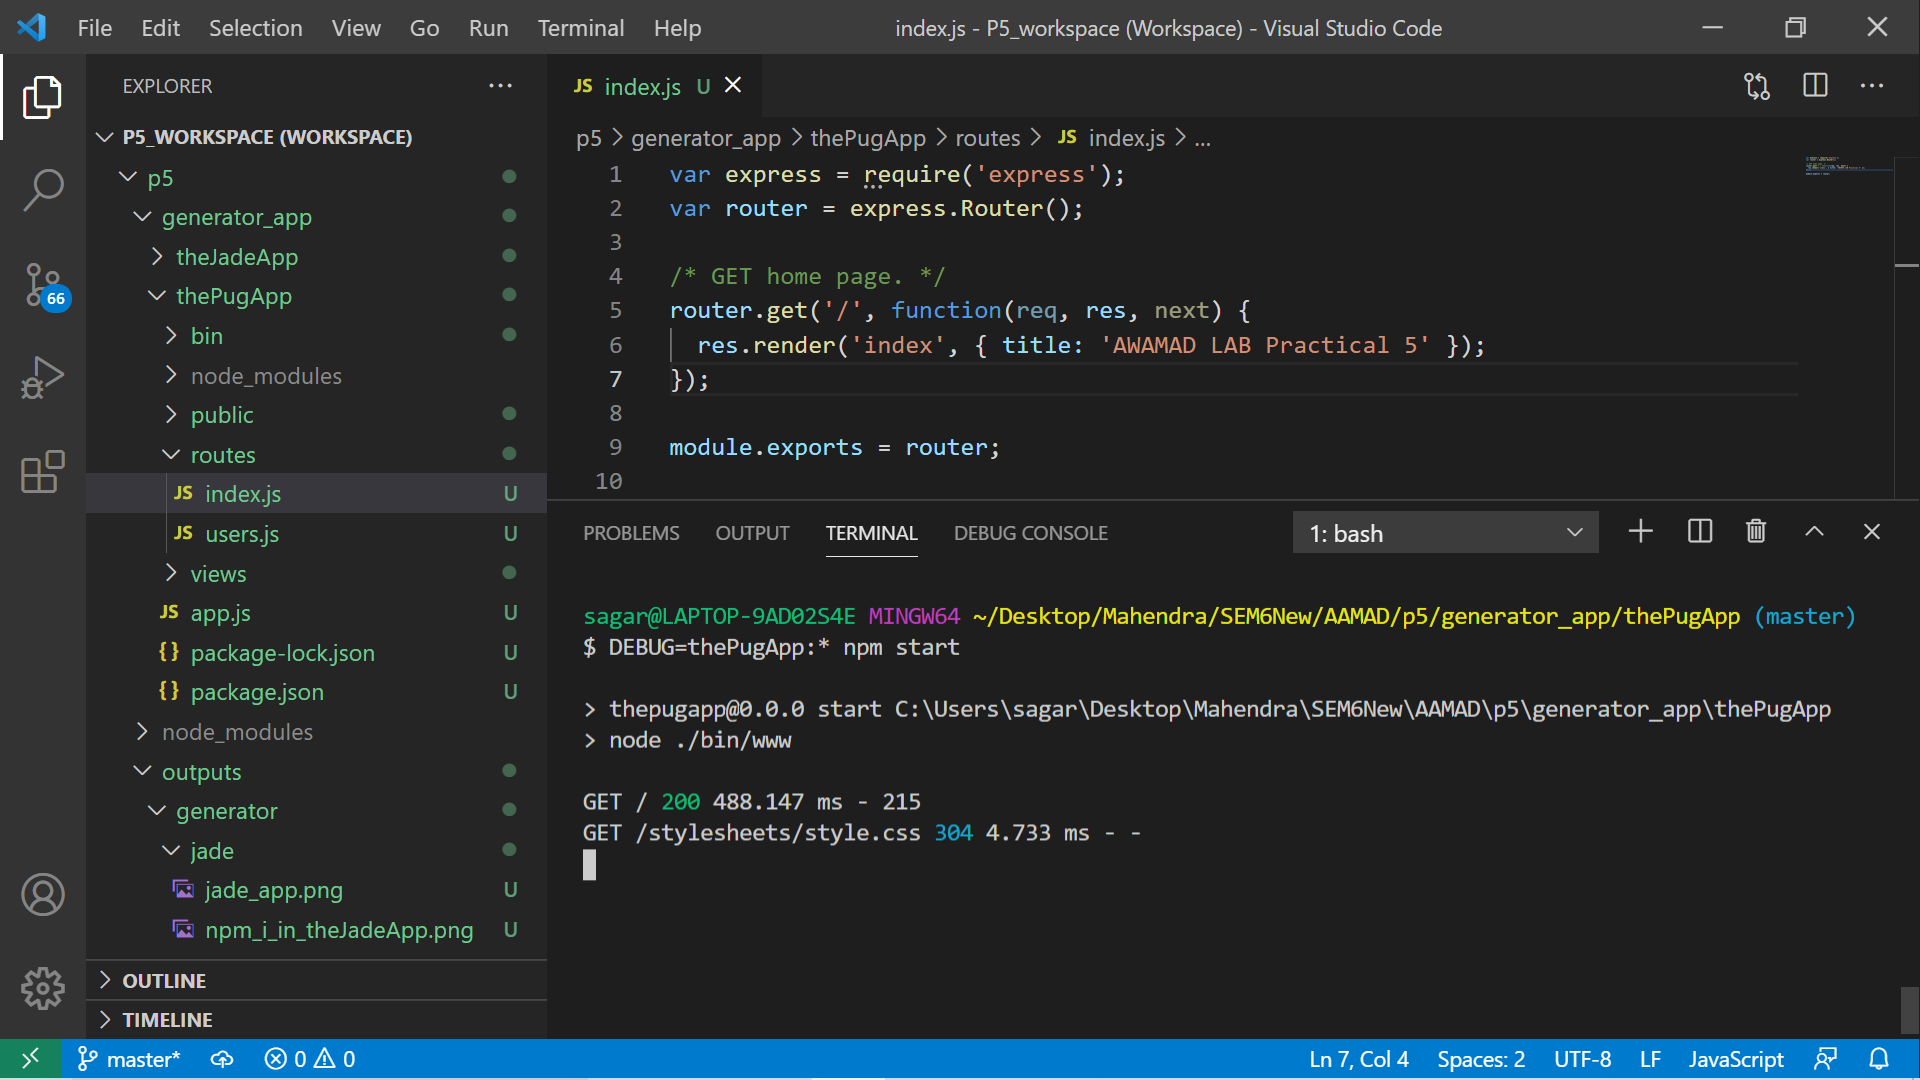 File Edit Selection View Go Run Terminal Help index.js - P5_workspace (Workspace) - Visual Studio Code
EXPLORER
P5_WORKSPACE (WORKSPACE)
p5
generator_app
theJadeApp
thePugApp
bin
node_modules
public
routes
JS index.js U
JS users.js U
views
JS app.js U
{} package-lock.json U
{} package.json U
node_modules
outputs
generator
jade
jade_app.png U
npm_i_in_theJadeApp.png U
OUTLINE
TIMELINE
66
JS index.js U
p5 > generator_app > thePugApp > routes > JS index.js > ...
1 var express = require('express');
2 var router = express.Router();
3
4 /* GET home page. */
5 router.get('/', function(req, res, next) {
6 res.render('index', { title: 'AWAMAD LAB Practical 5' });
7 });
8
9 module.exports = router;
10
PROBLEMS OUTPUT TERMINAL DEBUG CONSOLE 1: bash
sagar@LAPTOP-9AD02S4E MINGW64 ~/Desktop/Mahendra/SEM6New/AAMAD/p5/generator_app/thePugApp (master)
$ DEBUG=thePugApp:* npm start
> thepugapp@0.0.0 start C:\Users\sagar\Desktop\Mahendra\SEM6New\AAMAD\p5\generator_app\thePugApp
> node ./bin/www
GET / 200 488.147 ms - 215
GET /stylesheets/style.css 304 4.733 ms - -
master* 0 0 Ln 7, Col 4 Spaces: 2 UTF-8 LF JavaScript